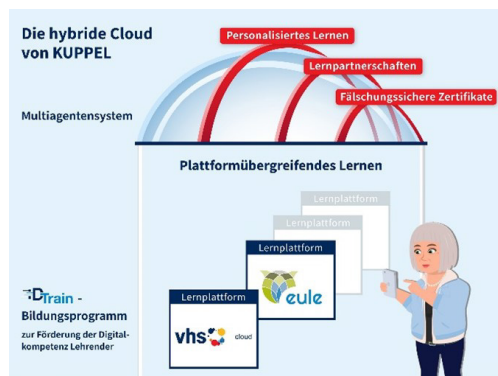 Die hybride Cloud
von KUPPEL
Personalisiertes Lernen
Lernpartnerschaften
Fälschungssichere Zertifikate
Multiagentensystem
Plattformübergreifendes Lernen
Lernplattform
Lernplattform
Lernplattform
eule
Lernplattform
vhs cloud
DTrain -
Bildungsprogramm
zur Förderung der Digital-
kompetenz Lehrender